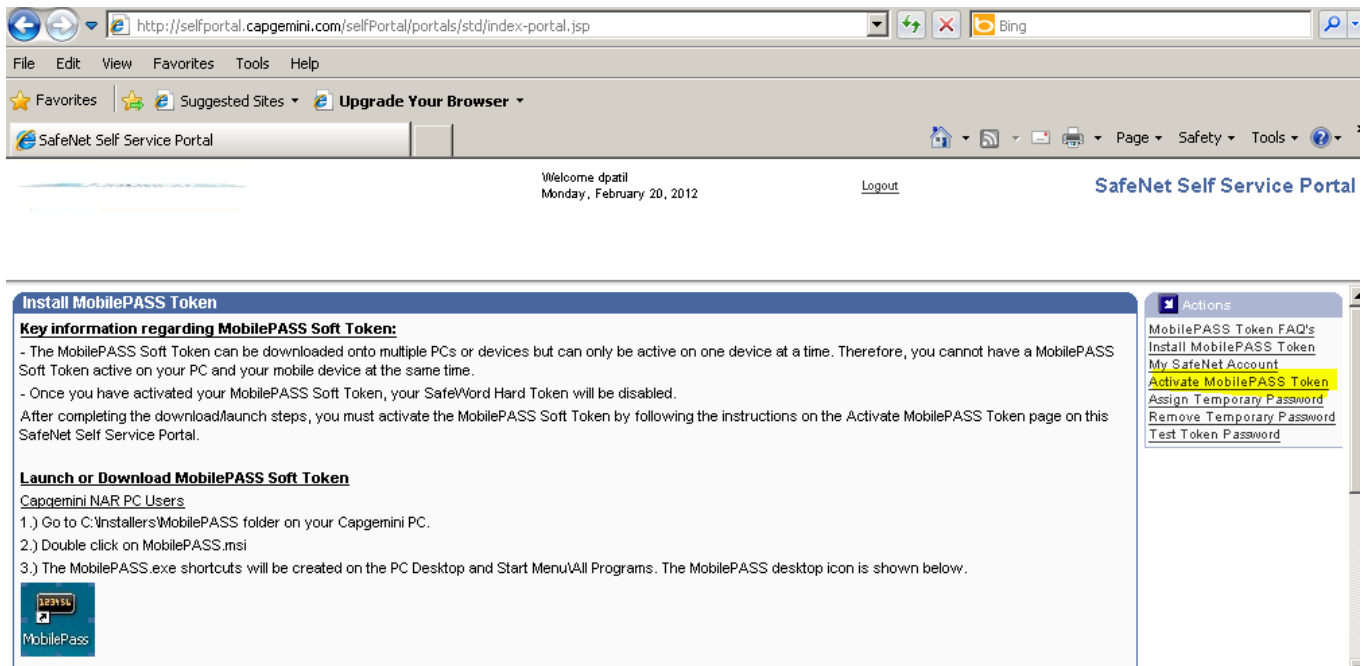 http://selfportal.capgemini.com/selfPortal/portals/std/index-portal.jsp
Bing
File Edit View Favorites Tools Help
Favorites Suggested Sites Upgrade Your Browser
SafeNet Self Service Portal
Page Safety Tools
Welcome dpatil
Monday, February 20, 2012
Logout
SafeNet Self Service Portal
Install MobilePASS Token
Key information regarding MobilePASS Soft Token:
- The MobilePASS Soft Token can be downloaded onto multiple PCs or devices but can only be active on one device at a time. Therefore, you cannot have a MobilePASS
Soft Token active on your PC and your mobile device at the same time.
- Once you have activated your MobilePASS Soft Token, your SafeWord Hard Token will be disabled.
After completing the download/launch steps, you must activate the MobilePASS Soft Token by following the instructions on the Activate MobilePASS Token page on this
SafeNet Self Service Portal.
Launch or Download MobilePASS Soft Token
Capgemini NAR PC Users
1.) Go to C:\Installers\MobilePASS folder on your Capgemini PC.
2.) Double click on MobilePASS.msi
3.) The MobilePASS.exe shortcuts will be created on the PC Desktop and Start Menu\All Programs. The MobilePASS desktop icon is shown below.
123456
MobilePass
Actions
MobilePASS Token FAQ's
Install MobilePASS Token
My SafeNet Account
Activate MobilePASS Token
Assign Temporary Password
Remove Temporary Password
Test Token Password